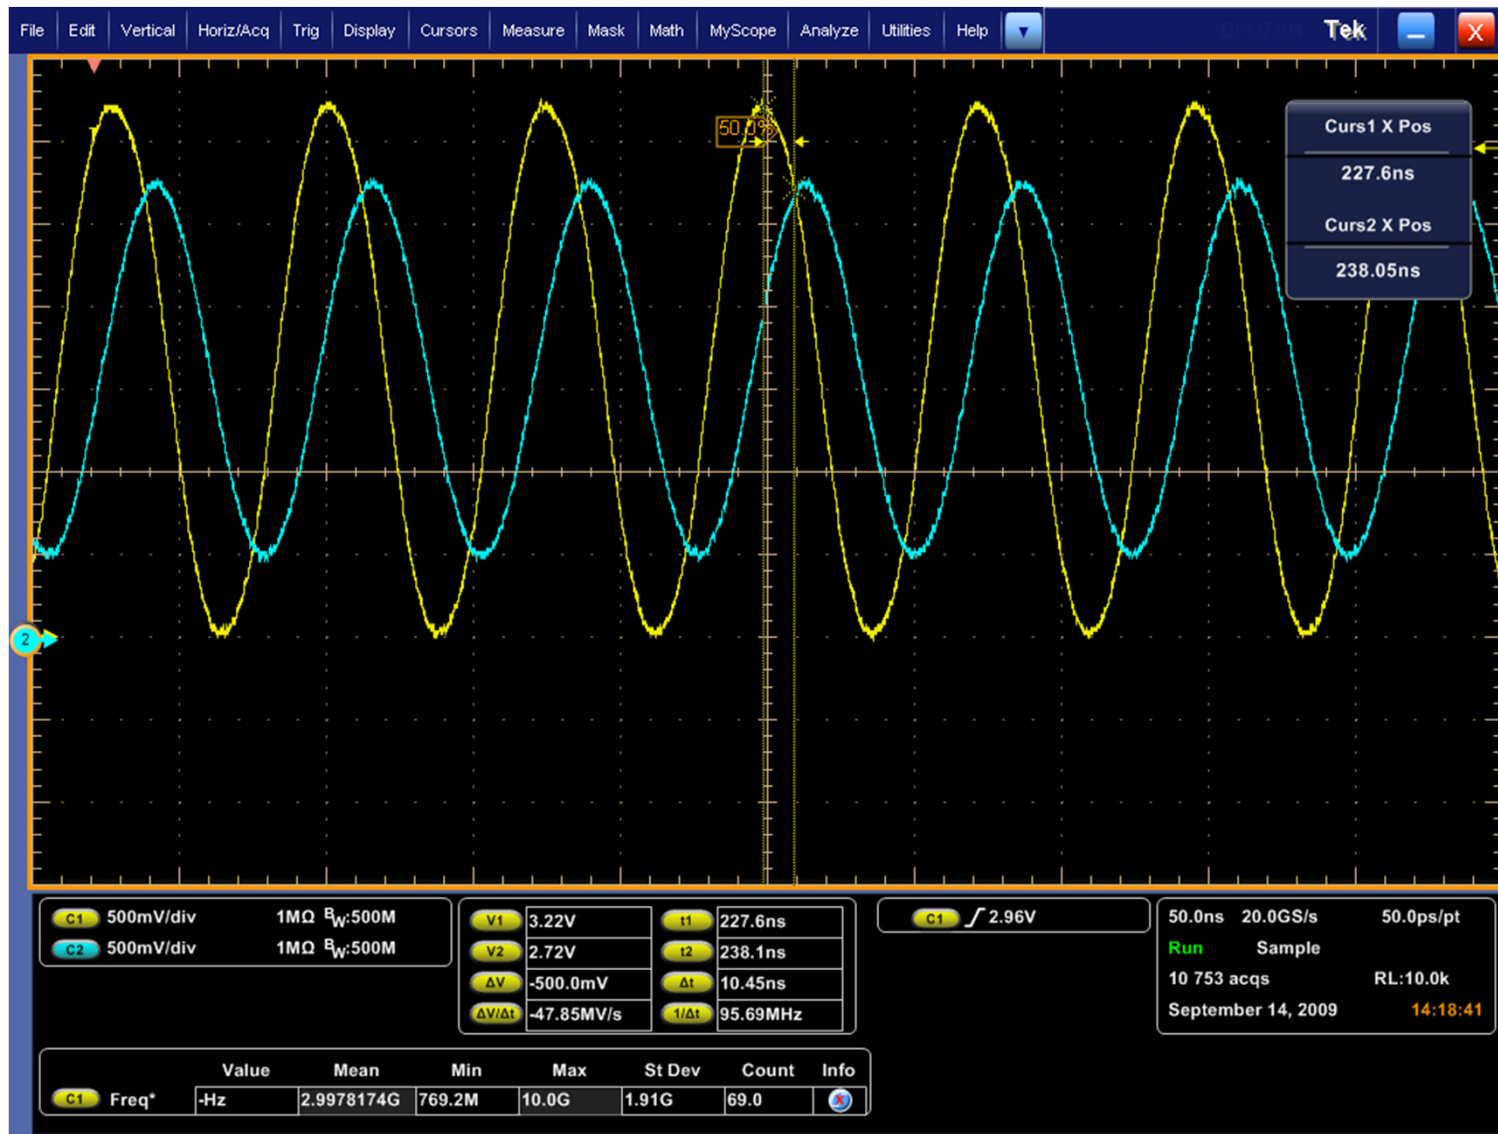 File Edit Vertical Horiz/Acq Trig Display Cursors Measure Mask Math MyScope Analyze Utilities Help Tek X
T
50.0%
Curs1 X Pos
227.6ns
Curs2 X Pos
238.05ns
2
C1 500mV/div 1MΩ BW:500M
C2 500mV/div 1MΩ BW:500M
V1 3.22V t1 227.6ns
V2 2.72V t2 238.1ns
ΔV -500.0mV Δt 10.45ns
ΔV/Δt -47.85MV/s 1/Δt 95.69MHz
C1 2.96V
50.0ns 20.0GS/s 50.0ps/pt
Run Sample
10 753 acqs RL:10.0k
September 14, 2009 14:18:41
Value Mean Min Max St Dev Count Info
C1 Freq* -Hz 2.9978174G 769.2M 10.0G 1.91G 69.0